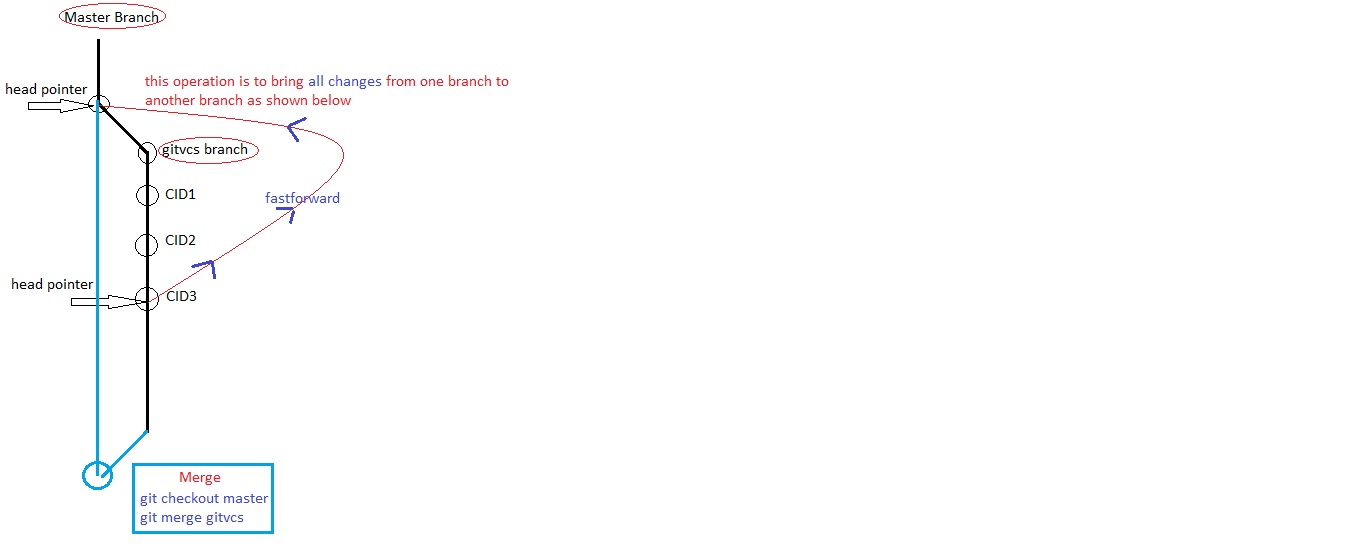 Master Branch
this operation is to bring all changes from one branch to
another branch as shown below
head pointer
gitvcs branch
CID1
fastforward
CID2
head pointer
CID3
Merge
git checkout master
git merge gitvcs